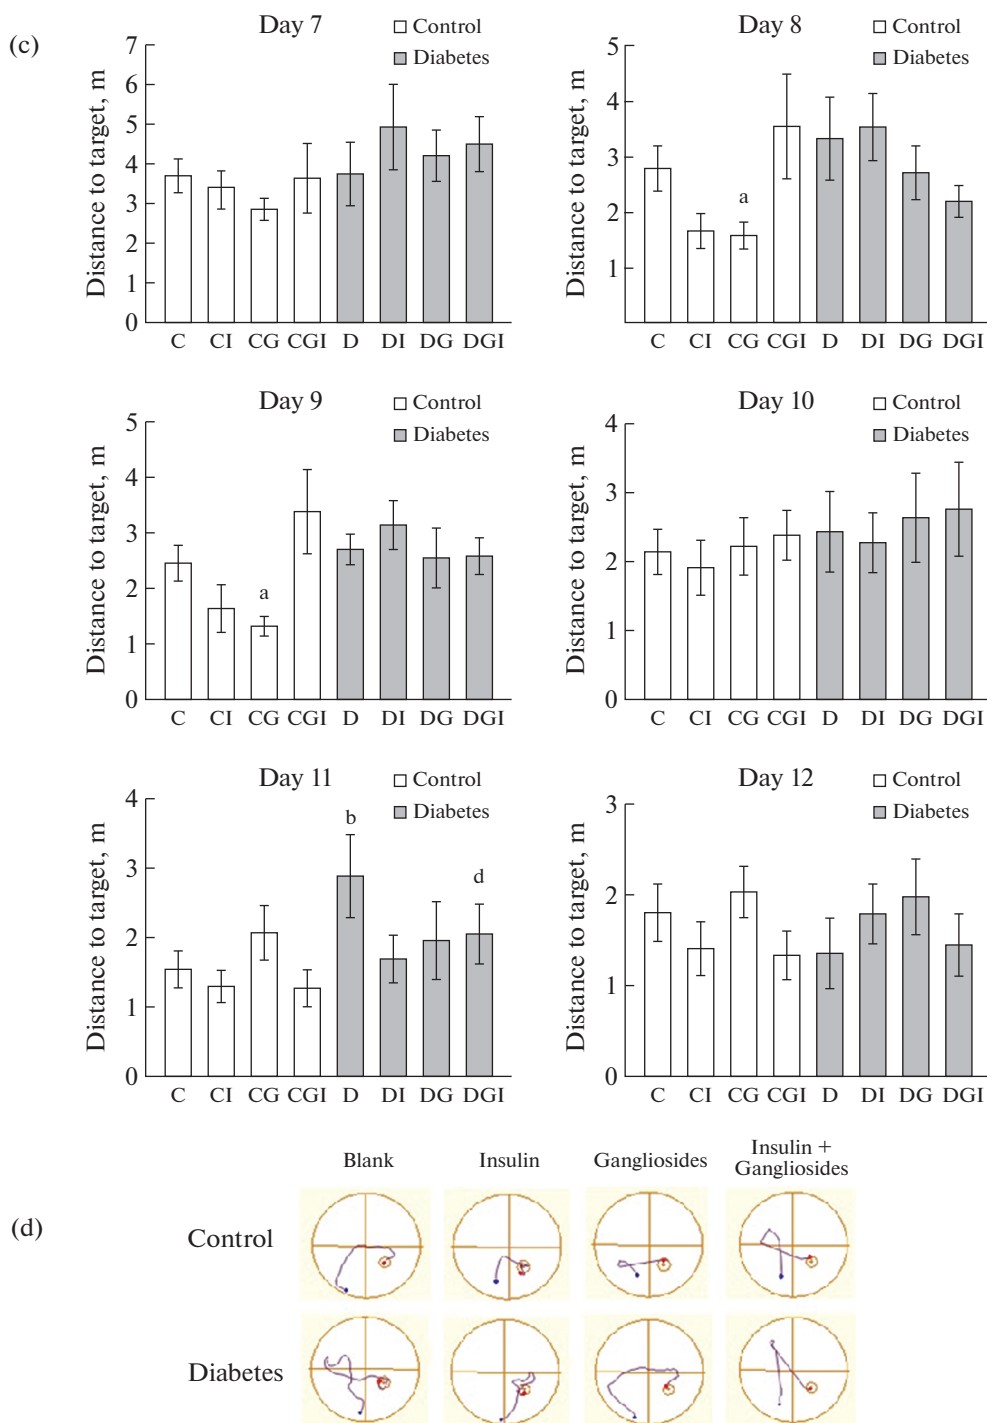 (c)
Day 7
Control
Diabetes
Distance to target, m
7
6
5
4
3
2
1
0
C CI CG CGI D DI DG DGI
Day 8
Control
Diabetes
Distance to target, m
5
4
3
2
1
a
C CI CG CGI D DI DG DGI
Day 9
Control
Diabetes
Distance to target, m
5
4
3
2
1
0
a
C CI CG CGI D DI DG DGI
Day 10
Control
Diabetes
Distance to target, m
4
3
2
1
0
C CI CG CGI D DI DG DGI
Day 11
Control
Diabetes
Distance to target, m
4
3
2
1
0
b
d
C CI CG CGI D DI DG DGI
Day 12
Control
Diabetes
Distance to target, m
3
2
1
0
C CI CG CGI D DI DG DGI
(d)
Blank
Insulin
Gangliosides
Insulin +
Gangliosides
Control
Diabetes